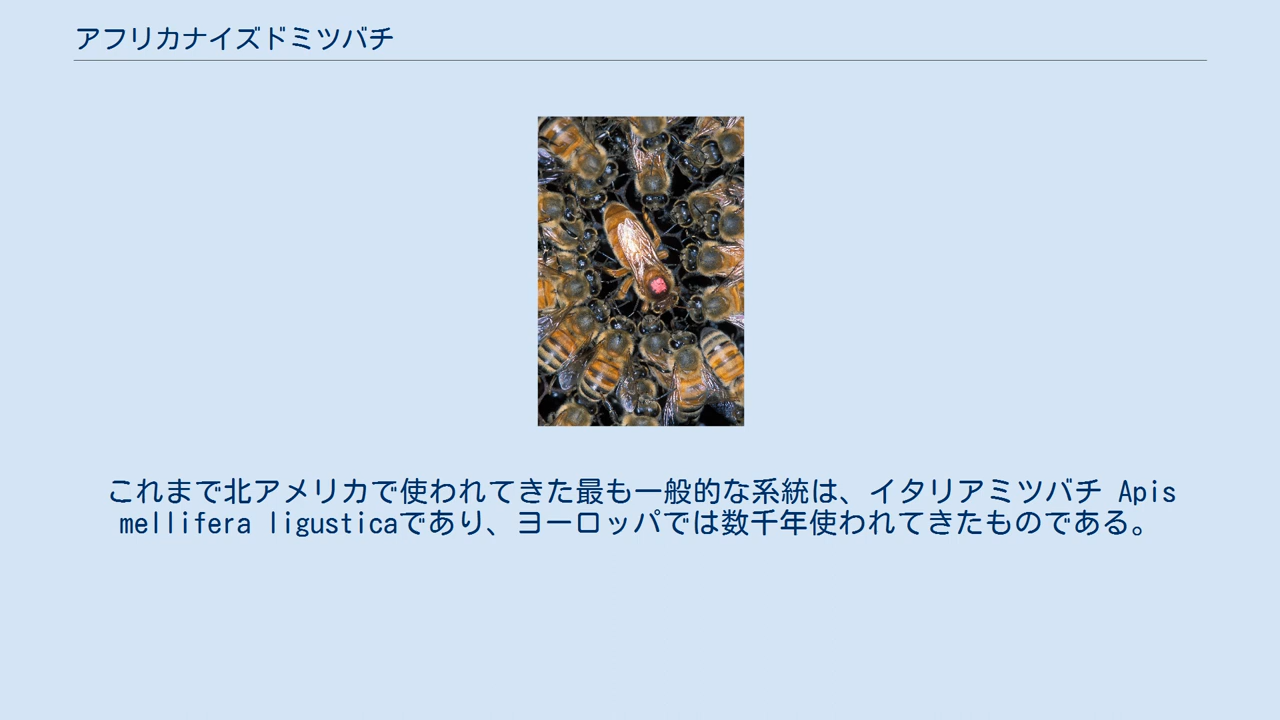 アフリカナイズドミツバチ
これまで北アメリカで使われてきた最も一般的な系統は、イタリアミツバチ Apis
mellifera ligusticaであり、ヨーロッパでは数千年使われてきたものである。